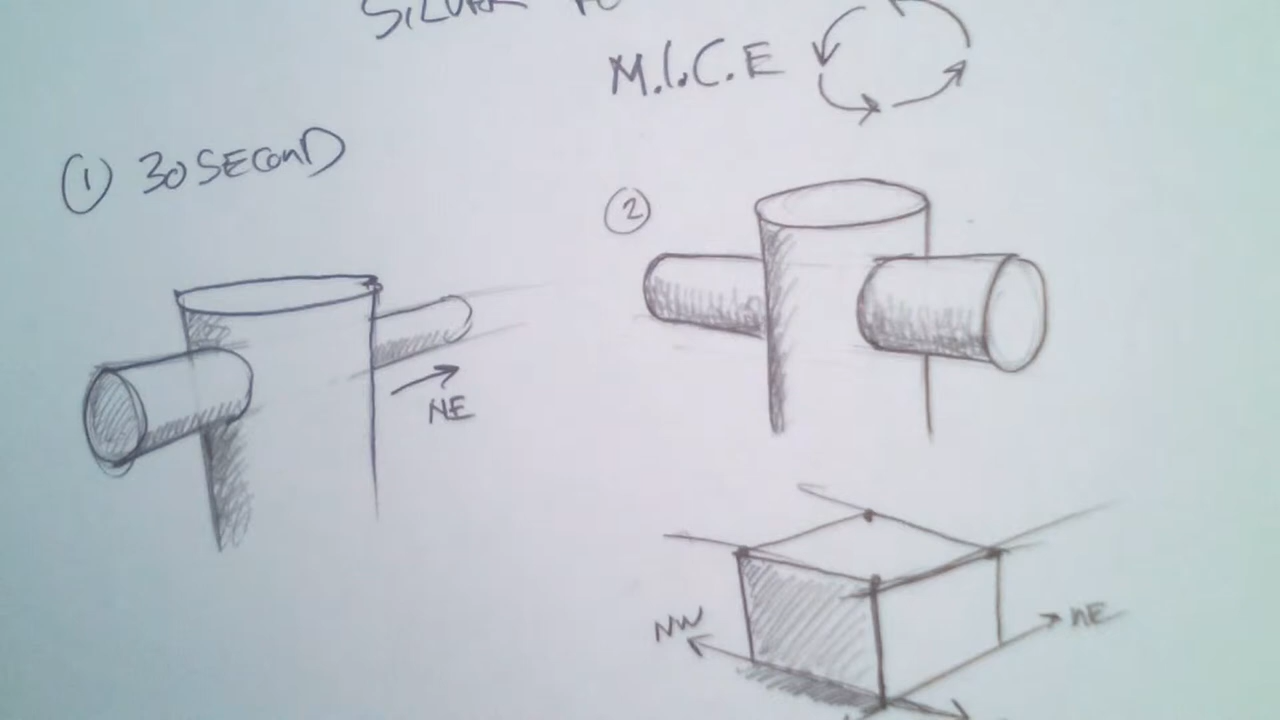 M.I.C.E
① 30 SECOND
②
NE
NW
NE